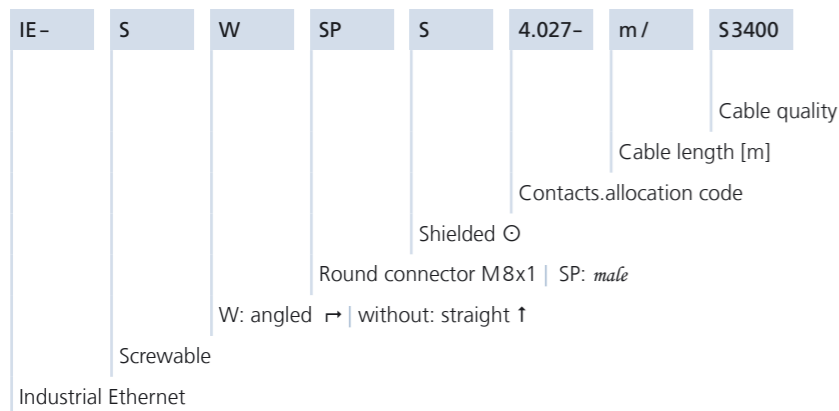 IE- S W SP S 4.027- m/ S3400
Cable quality
Cable length [m]
Contacts.allocation code
Shielded ⊙
Round connector M8x1 | SP: male
W: angled ↱ | without: straight ↑
Screwable
Industrial Ethernet